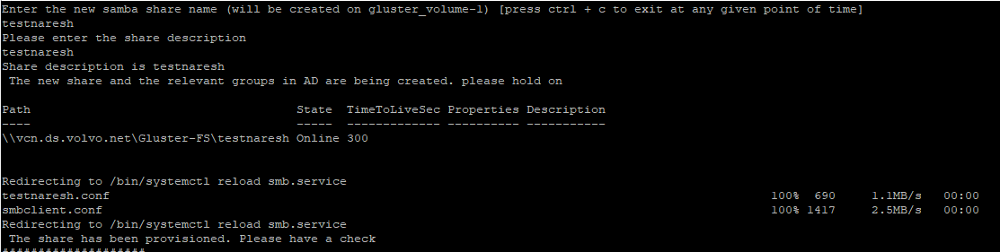 Enter the new samba share name (will be created on gluster_volume-1) [press ctrl + c to exit at any given point of time]
testnaresh
Please enter the share description
testnaresh
Share description is testnaresh
The new share and the relevant groups in AD are being created. please hold on
Path State TimeToLiveSec Properties Description
---- ----- ------------- ---------- -----------
\\vcn.ds.volvo.net\Gluster-FS\testnaresh Online 300
Redirecting to /bin/systemctl reload smb.service
testnaresh.conf 100% 690 1.1MB/s 00:00
smbclient.conf 100% 1417 2.5MB/s 00:00
Redirecting to /bin/systemctl reload smb.service
The share has been provisioned. Please have a check
####################